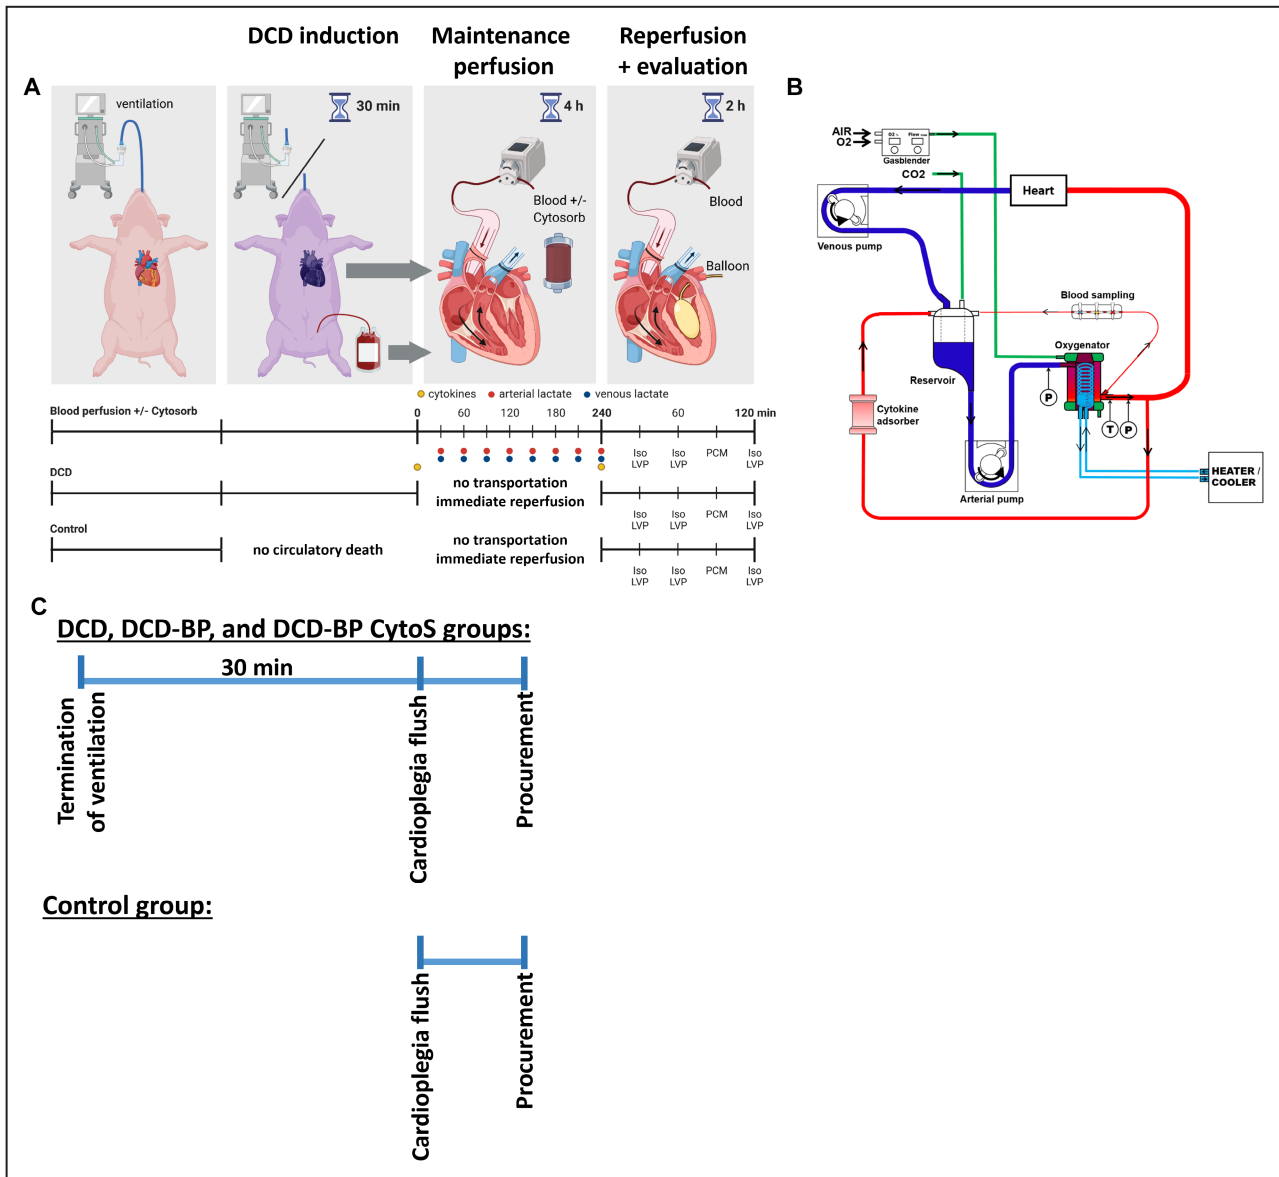 DCD induction
Maintenance
perfusion
Reperfusion
+ evaluation
A
ventilation
30 min
4 h
Blood +/-
Cytosorb
2 h
Blood
Balloon
cytokines
arterial lactate
venous lactate
Blood perfusion +/- Cytosorb
0
60
120
180
240
60
120 min
Iso
LVP
Iso
LVP
PCM
Iso
LVP
DCD
no transportation
immediate reperfusion
Iso
LVP
Iso
LVP
PCM
Iso
LVP
Control
no circulatory death
no transportation
immediate reperfusion
Iso
LVP
Iso
LVP
PCM
Iso
LVP
B
AIR
O2
O2 %
Flow
Gasblender
CO2
Heart
Venous pump
Blood sampling
Oxygenator
Reservoir
P
Cytokine
adsorber
T
P
Arterial pump
HEATER /
COOLER
C
DCD, DCD-BP, and DCD-BP CytoS groups:
30 min
Termination
of ventilation
Cardioplegia flush
Procurement
Control group:
Cardioplegia flush
Procurement